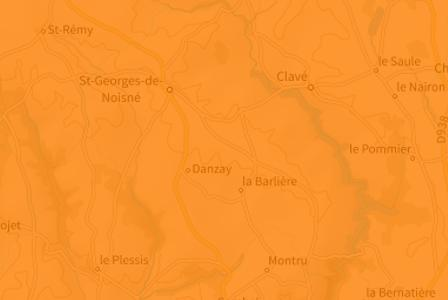 St-Rémy
le Saule
St-Georges-de-
Noisné
Clavé
Ch
le Nairon
D938
le Pommier
Danzay
la Barlière
ojet
le Plessis
Montru
la Bernatière